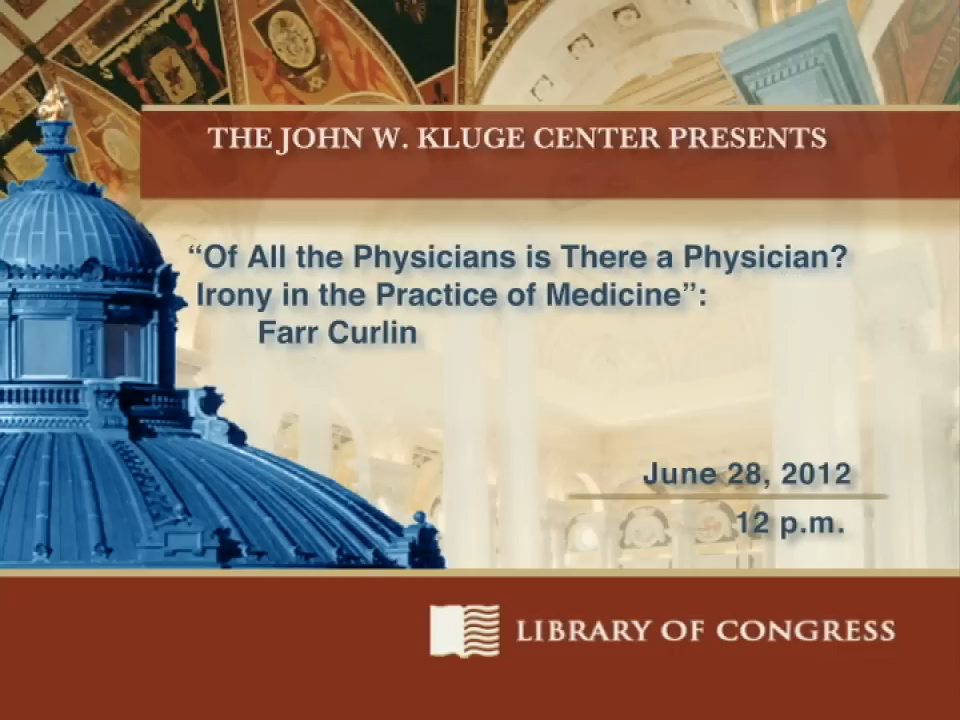 THE JOHN W. KLUGE CENTER PRESENTS
“Of All the Physicians is There a Physician?
Irony in the Practice of Medicine”:
Farr Curlin
June 28, 2012
12 p.m.
LIBRARY OF CONGRESS